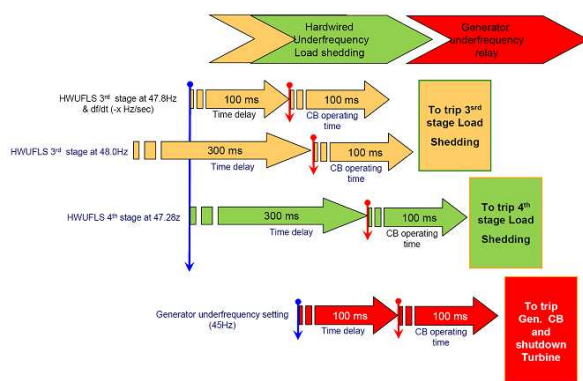 Hardwired
Underfrequency
Load shedding
Generator
underfrequency
relay
HWUFLS 3rd stage at 47.8Hz
& df/dt (-x Hz/sec)
100 ms
Time delay
100 ms
CB operating
time
To trip
3srd
stage Load
Shedding
HWUFLS 3rd stage at 48.0Hz
300 ms
Time delay
100 ms
CB operating
time
HWUFLS 4th stage at 47.28z
300 ms
Time delay
100 ms
CB operating
time
To trip 4th
stage Load
Shedding
Generator underfrequency setting
(45Hz)
100 ms
Time delay
100 ms
CB operating
time
To trip
Gen. CB
and
shutdown
Turbine